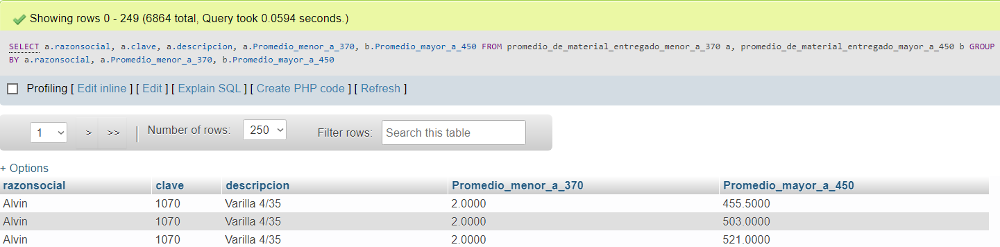 Showing rows 0 - 249 (6864 total, Query took 0.0594 seconds.)
SELECT a.razonsocial, a.clave, a.descripcion, a.Promedio_menor_a_370, b.Promedio_mayor_a_450 FROM promedio_de_material_entregado_menor_a_370 a, promedio_de_material_entregado_mayor_a_450 b GROUP
BY a.razonsocial, a.Promedio_menor_a_370, b.Promedio_mayor_a_450
Profiling [ Edit inline ] [ Edit ] [ Explain SQL ] [ Create PHP code ] [ Refresh ]
1 > >> | Number of rows: 250 Filter rows: Search this table
+ Options
razonsocial clave descripcion Promedio_menor_a_370 Promedio_mayor_a_450
Alvin 1070 Varilla 4/35 2.0000 455.5000
Alvin 1070 Varilla 4/35 2.0000 503.0000
Alvin 1070 Varilla 4/35 2.0000 521.0000